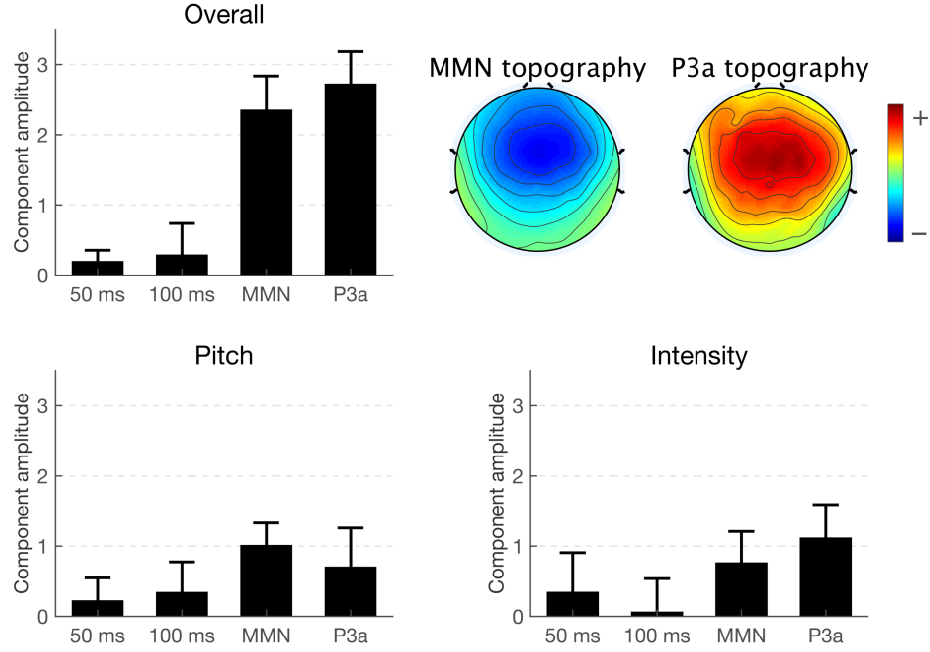 Overall
Component amplitude
3
2
1
0
50 ms 100 ms MMN P3a
MMN topography P3a topography
+
−
Pitch
Component amplitude
3
2
1
0
50 ms 100 ms MMN P3a
Intensity
Component amplitude
3
2
1
0
50 ms 100 ms MMN P3a